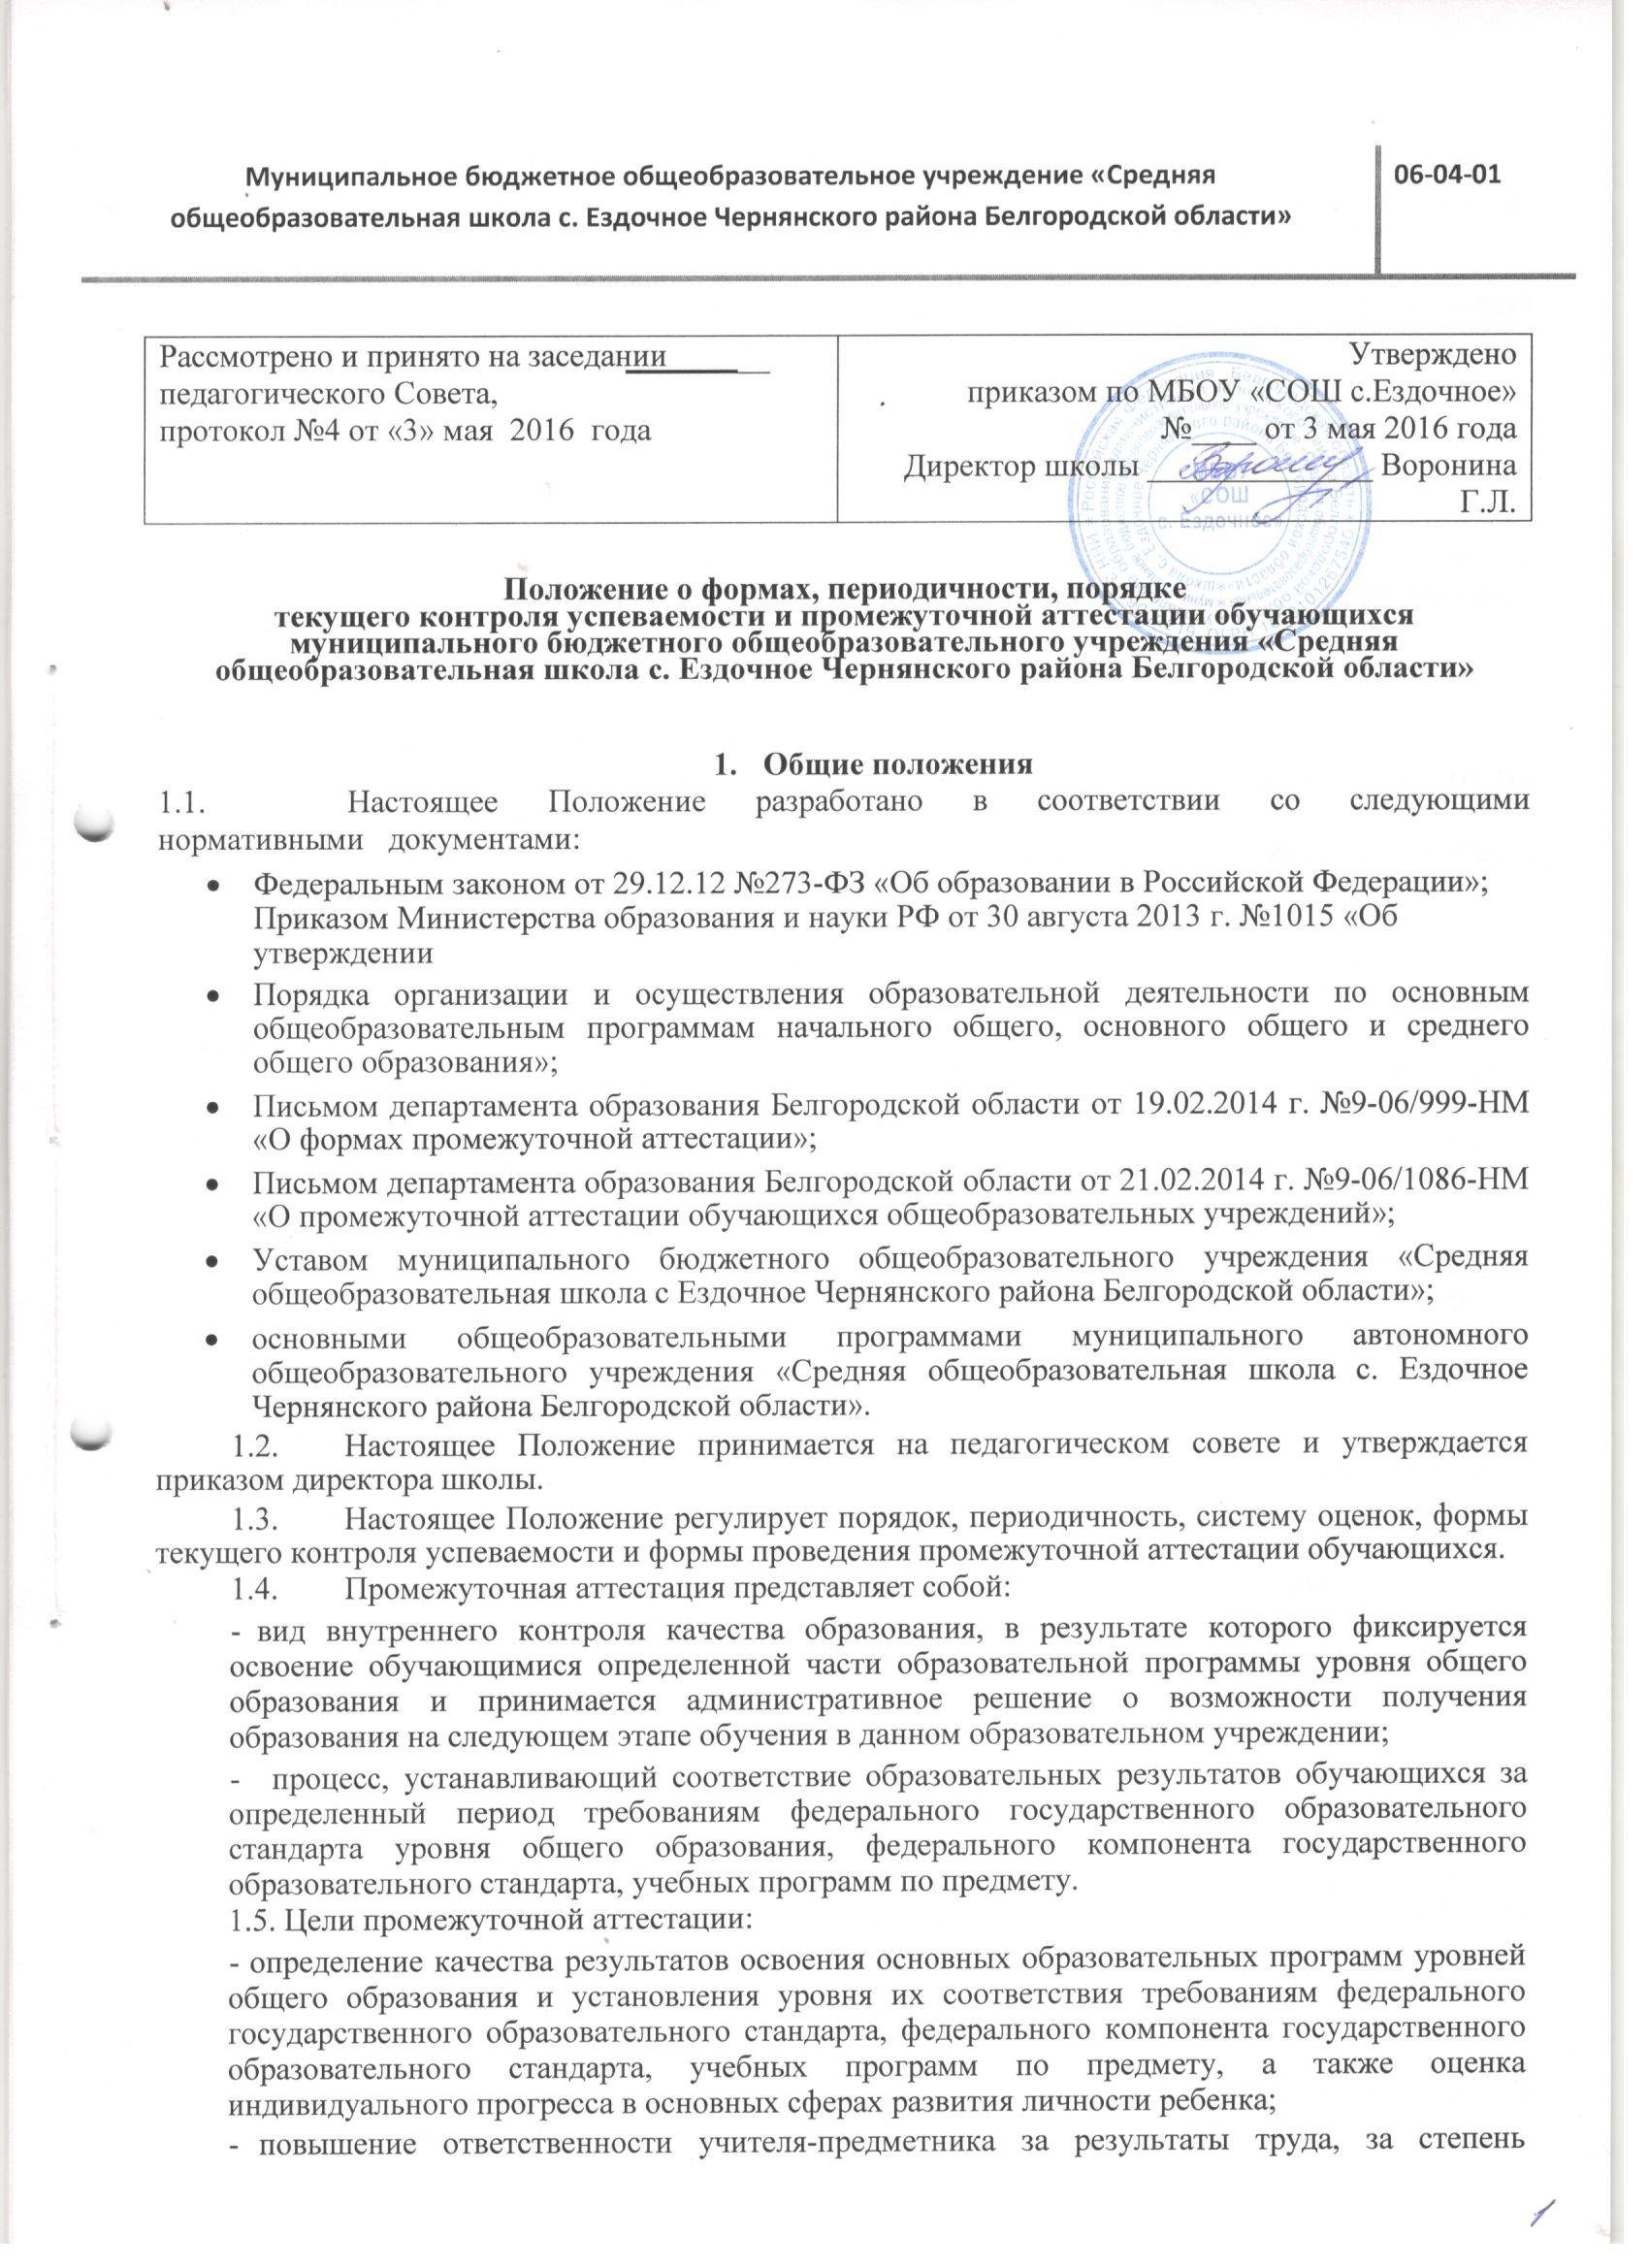 Муниципальное бюджетное общеобразовательное учреждение «Средняя
общеобразовательная школа с. Ездочное Чернянского района Белгородской области»
06-04-01
Рассмотрено и принято на заседании
педагогического Совета,
протокол №4 от «3» мая 2016 года
Утверждено
приказом по МБОУ «СОШ с.Ездочное»
№____ от 3 мая 2016 года
Директор школы ______________ Воронина
Г.Л.
«СОШ
с. Ездочное»
Положение о формах, периодичности, порядке
текущего контроля успеваемости и промежуточной аттестации обучающихся
муниципального бюджетного общеобразовательного учреждения «Средняя
общеобразовательная школа с. Ездочное Чернянского района Белгородской области»
1. Общие положения
1.1. Настоящее Положение разработано в соответствии со следующими
нормативными документами:
• Федеральным законом от 29.12.12 №273-ФЗ «Об образовании в Российской Федерации»;
Приказом Министерства образования и науки РФ от 30 августа 2013 г. №1015 «Об
утверждении
• Порядка организации и осуществления образовательной деятельности по основным
общеобразовательным программам начального общего, основного общего и среднего
общего образования»;
• Письмом департамента образования Белгородской области от 19.02.2014 г. №9-06/999-НМ
«О формах промежуточной аттестации»;
• Письмом департамента образования Белгородской области от 21.02.2014 г. №9-06/1086-НМ
«О промежуточной аттестации обучающихся общеобразовательных учреждений»;
• Уставом муниципального бюджетного общеобразовательного учреждения «Средняя
общеобразовательная школа с Ездочное Чернянского района Белгородской области»;
• основными общеобразовательными программами муниципального автономного
общеобразовательного учреждения «Средняя общеобразовательная школа с. Ездочное
Чернянского района Белгородской области».
1.2. Настоящее Положение принимается на педагогическом совете и утверждается
приказом директора школы.
1.3. Настоящее Положение регулирует порядок, периодичность, систему оценок, формы
текущего контроля успеваемости и формы проведения промежуточной аттестации обучающихся.
1.4. Промежуточная аттестация представляет собой:
- вид внутреннего контроля качества образования, в результате которого фиксируется
освоение обучающимися определенной части образовательной программы уровня общего
образования и принимается административное решение о возможности получения
образования на следующем этапе обучения в данном образовательном учреждении;
- процесс, устанавливающий соответствие образовательных результатов обучающихся за
определенный период требованиям федерального государственного образовательного
стандарта уровня общего образования, федерального компонента государственного
образовательного стандарта, учебных программ по предмету.
1.5. Цели промежуточной аттестации:
- определение качества результатов освоения основных образовательных программ уровней
общего образования и установления уровня их соответствия требованиям федерального
государственного образовательного стандарта, федерального компонента государственного
образовательного стандарта, учебных программ по предмету, а также оценка
индивидуального прогресса в основных сферах развития личности ребенка;
- повышение ответственности учителя-предметника за результаты труда, за степень
1